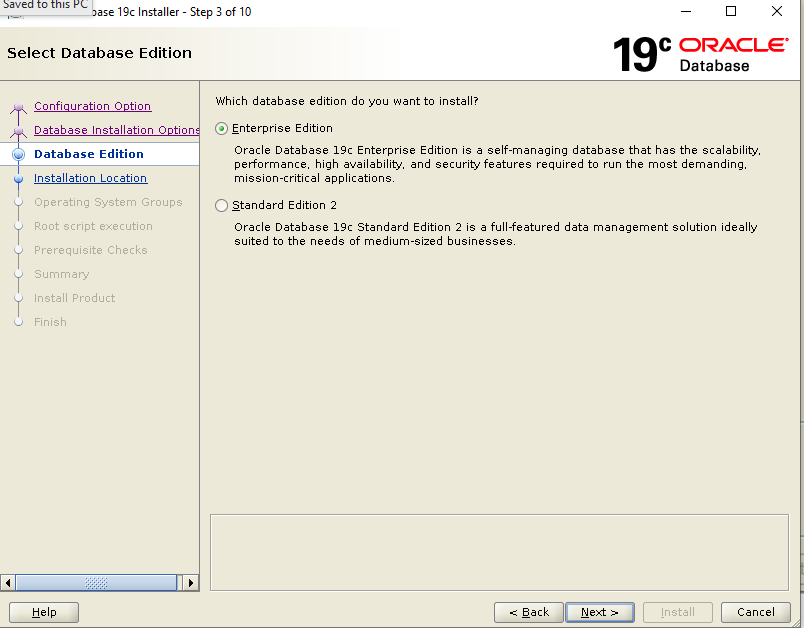 Saved to this PC
base 19c Installer - Step 3 of 10
Select Database Edition
19c ORACLE
Database
Configuration Option
Database Installation Options
Database Edition
Installation Location
Operating System Groups
Root script execution
Prerequisite Checks
Summary
Install Product
Finish
Which database edition do you want to install?
Enterprise Edition
Oracle Database 19c Enterprise Edition is a self-managing database that has the scalability,
performance, high availability, and security features required to run the most demanding,
mission-critical applications.
Standard Edition 2
Oracle Database 19c Standard Edition 2 is a full-featured data management solution ideally
suited to the needs of medium-sized businesses.
Help
< Back
Next >
Install
Cancel